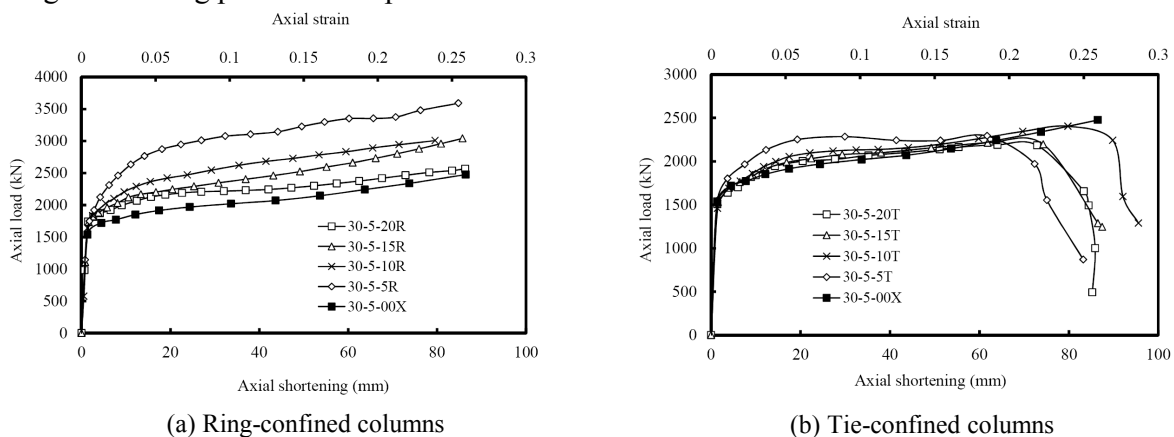 Axial strain
0 0.05 0.1 0.15 0.2 0.25 0.3
4000
3500
3000
2500
2000
1500
1000
500
0
Axial load (kN)
30-5-20R
30-5-15R
30-5-10R
30-5-5R
30-5-00X
0 20 40 60 80 100
Axial shortening (mm)
(a) Ring-confined columns
Axial strain
0 0.05 0.1 0.15 0.2 0.25 0.3
3000
2500
2000
1500
1000
500
0
Axial load (kN)
30-5-20T
30-5-15T
30-5-10T
30-5-5T
30-5-00X
0 20 40 60 80 100
Axial shortening (mm)
(b) Tie-confined columns